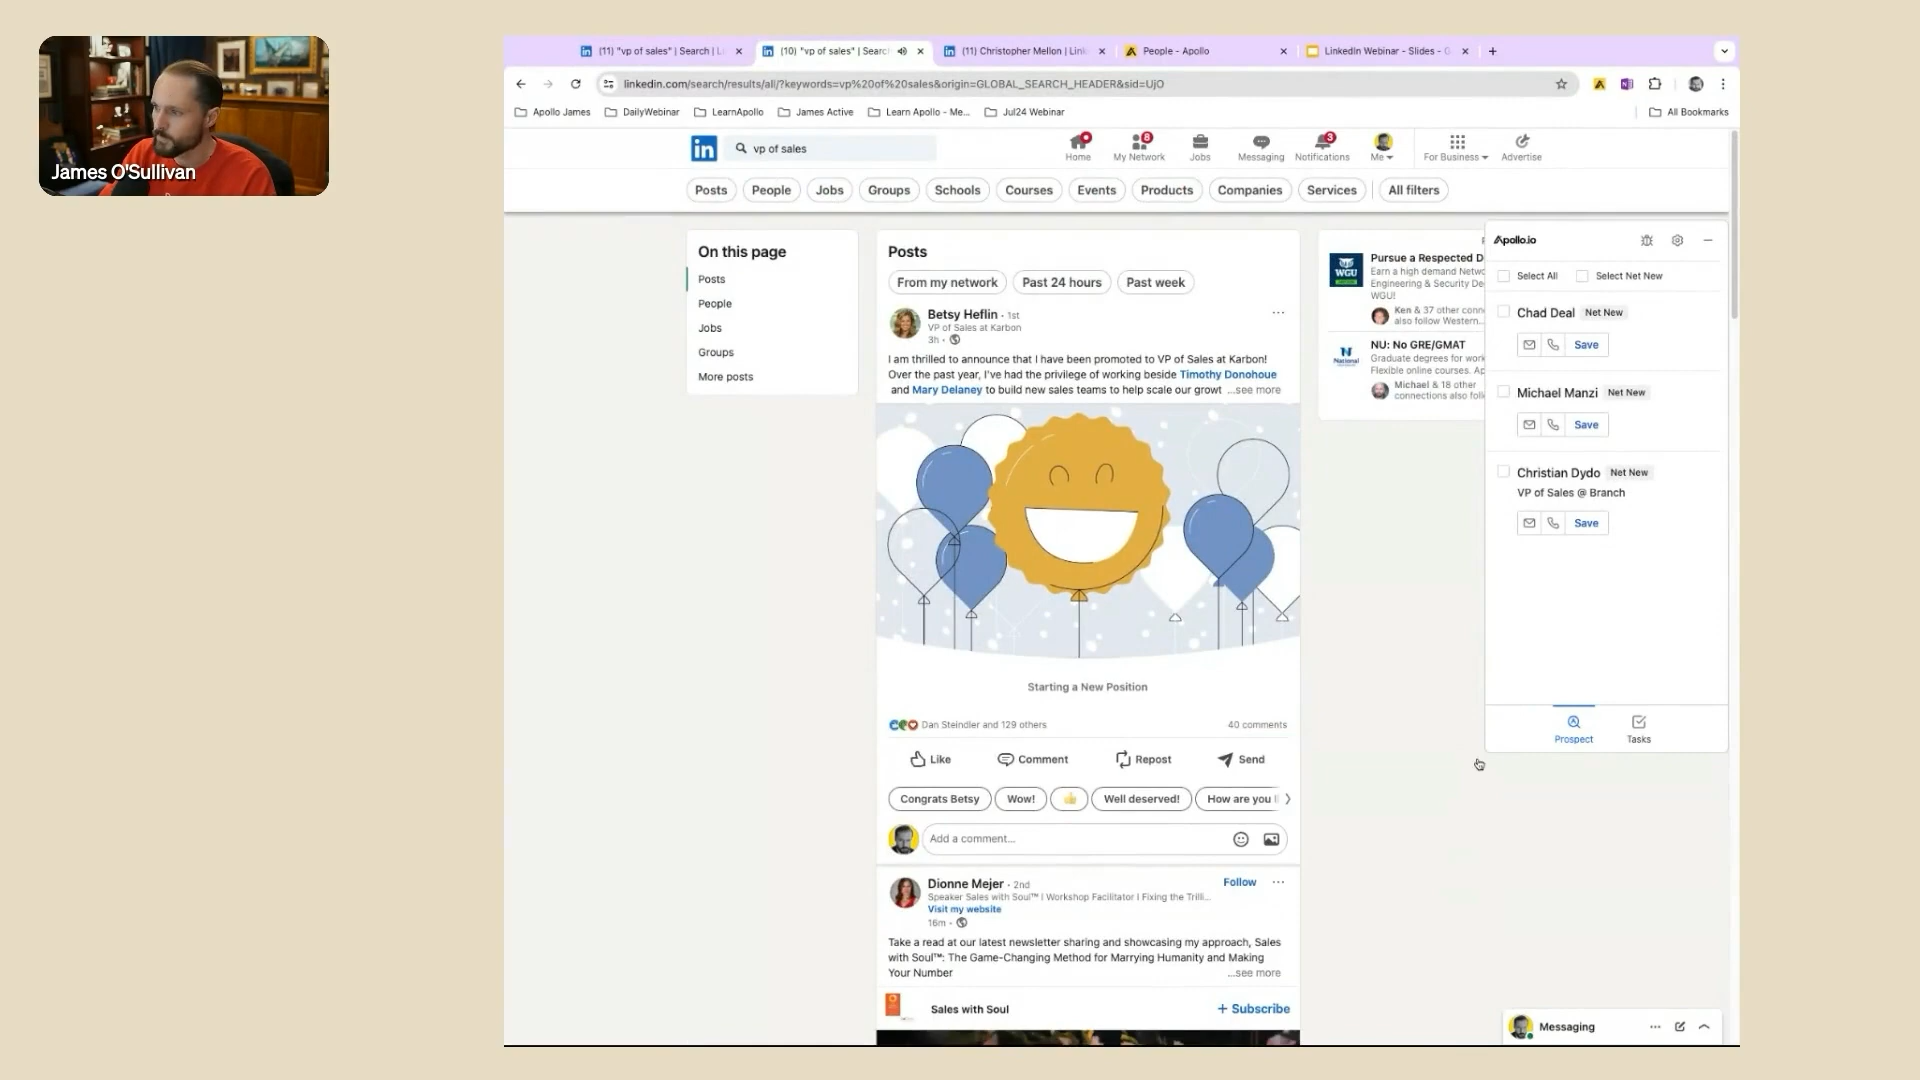 James O'Sullivan
(11) "vp of sales" | Search | L
(10) "vp of sales" | Searc
(11) Christopher Mellon | Link
People - Apollo
LinkedIn Webinar - Slides - G
linkedin.com/search/results/all/?keywords=vp%20of%20sales&origin=GLOBAL_SEARCH_HEADER&sid=UjO
Apollo James
DailyWebinar
LearnApollo
James Active
Learn Apollo - Me...
Jul24 Webinar
All Bookmarks
in
vp of sales
Home
8
My Network
Jobs
Messaging
3
Notifications
Me
For Business
Advertise
Posts
People
Jobs
Groups
Schools
Courses
Events
Products
Companies
Services
All filters
On this page
Posts
People
Jobs
Groups
More posts
Posts
From my network
Past 24 hours
Past week
Betsy Heflin · 1st
VP of Sales at Karbon
3h ·
I am thrilled to announce that I have been promoted to VP of Sales at Karbon!
Over the past year, I've had the privilege of working beside Timothy Donohoue
and Mary Delaney to build new sales teams to help scale our growt ...see more
Starting a New Position
Dan Steindler and 129 others
40 comments
Like
Comment
Repost
Send
Congrats Betsy
Wow!
Well deserved!
How are you l
Add a comment...
Dionne Mejer · 2nd
Follow
Speaker Sales with Soul™ I Workshop Facilitator I Fixing the Trilli...
Visit my website
16m ·
Take a read at our latest newsletter sharing and showcasing my approach, Sales
with Soul™: The Game-Changing Method for Marrying Humanity and Making
Your Number
...see more
Sales with Soul
+ Subscribe
WGU
Pursue a Respected D
Earn a high demand Netwo
Engineering & Security De
WGU!
Ken & 37 other conn
also follow Western...
National
NU: No GRE/GMAT
Graduate degrees for work
Flexible online courses. Ap
Michael & 18 other
connections also foll
Apollo.io
Select All
Select Net New
Chad Deal Net New
Save
Michael Manzi Net New
Save
Christian Dydo Net New
VP of Sales @ Branch
Save
Prospect
Tasks
Messaging